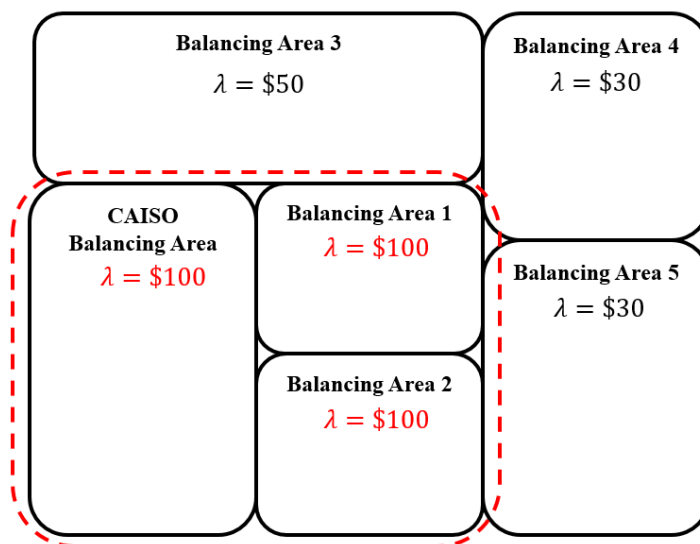 Balancing Area 3
λ = $50
Balancing Area 4
λ = $30
CAISO
Balancing Area
λ = $100
Balancing Area 1
λ = $100
Balancing Area 5
λ = $30
Balancing Area 2
λ = $100